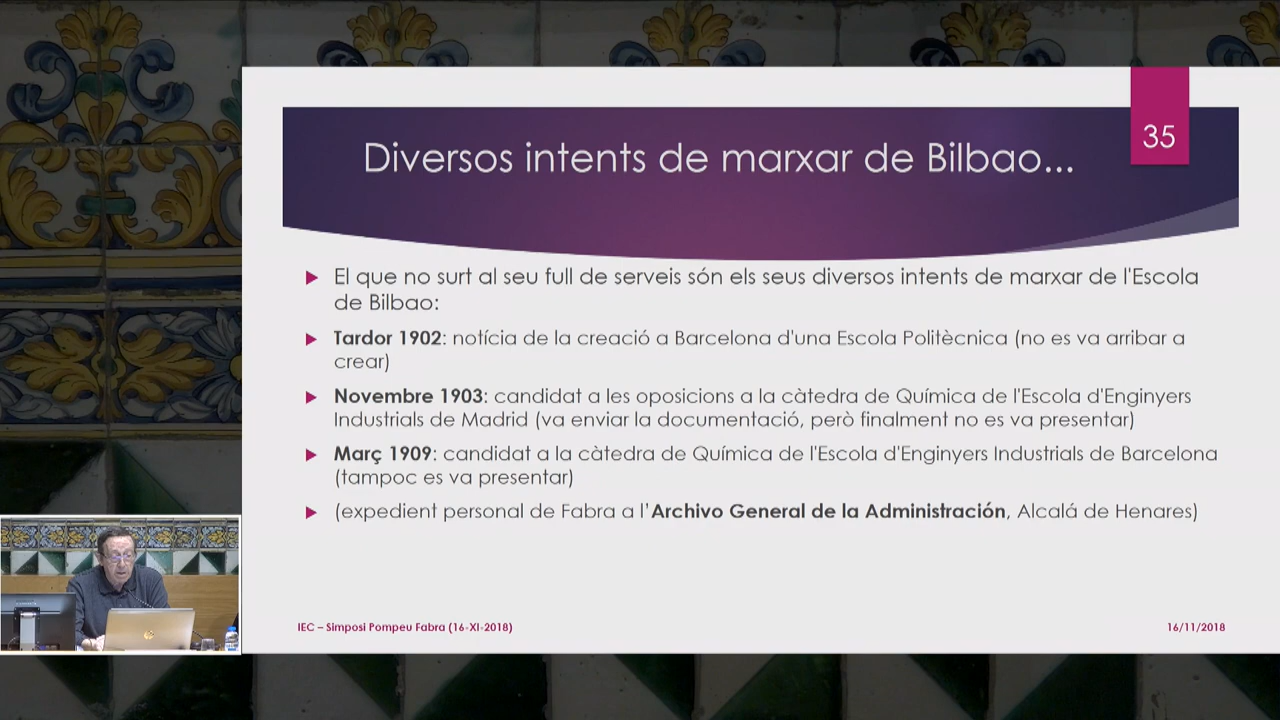 35
Diversos intents de marxar de Bilbao...
El que no surt al seu full de serveis són els seus diversos intents de marxar de l'Escola
de Bilbao:
Tardor 1902: notícia de la creació a Barcelona d'una Escola Politècnica (no es va arribar a
crear)
Novembre 1903: candidat a les oposicions a la càtedra de Química de l'Escola d'Enginyers
Industrials de Madrid (va enviar la documentació, però finalment no es va presentar)
Març 1909: candidat a la càtedra de Química de l'Escola d'Enginyers Industrials de Barcelona
(tampoc es va presentar)
(expedient personal de Fabra a l'Archivo General de la Administración, Alcalá de Henares)
IEC – Simposi Pompeu Fabra (16-XI-2018)
16/11/2018